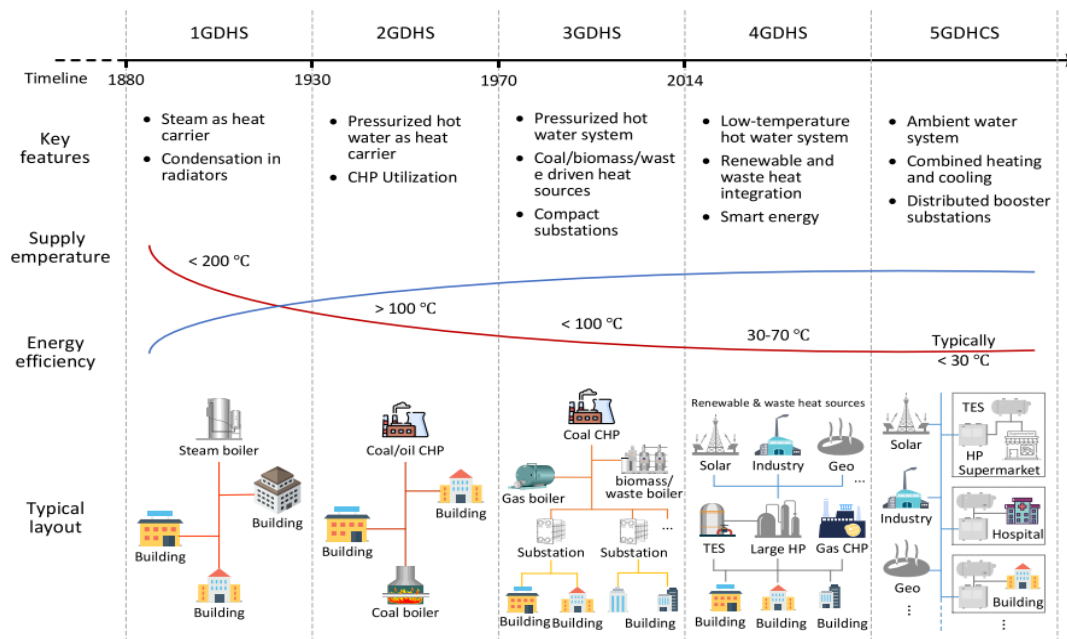 1GDHS 2GDHS 3GDHS 4GDHS 5GDHCS
Timeline
1880 1930 1970 2014
Key
features
• Steam as heat
carrier
• Condensation in
radiators
• Pressurized hot
water as heat
carrier
• CHP Utilization
• Pressurized hot
water system
• Coal/biomass/wast
e driven heat
sources
• Compact
substations
• Low-temperature
hot water system
• Renewable and
waste heat
integration
• Smart energy
• Ambient water
system
• Combined heating
and cooling
• Distributed booster
substations
Supply
emperature
Energy
efficiency
< 200 ℃
> 100 ℃
< 100 ℃
30-70 ℃
Typically
< 30 ℃
Typical
layout
Steam boiler
Building
Building
Building
Coal/oil CHP
Building
Building
Coal boiler
Coal CHP
Gas boiler
biomass/
waste boiler
...
Substation Substation
Building Building Building
Renewable & waste heat sources
Solar Industry Geo
...
TES Large HP Gas CHP
Building Building Building
Solar
TES
HP
Supermarket
Industry
Hospital
Geo
Building
⋮
⋮